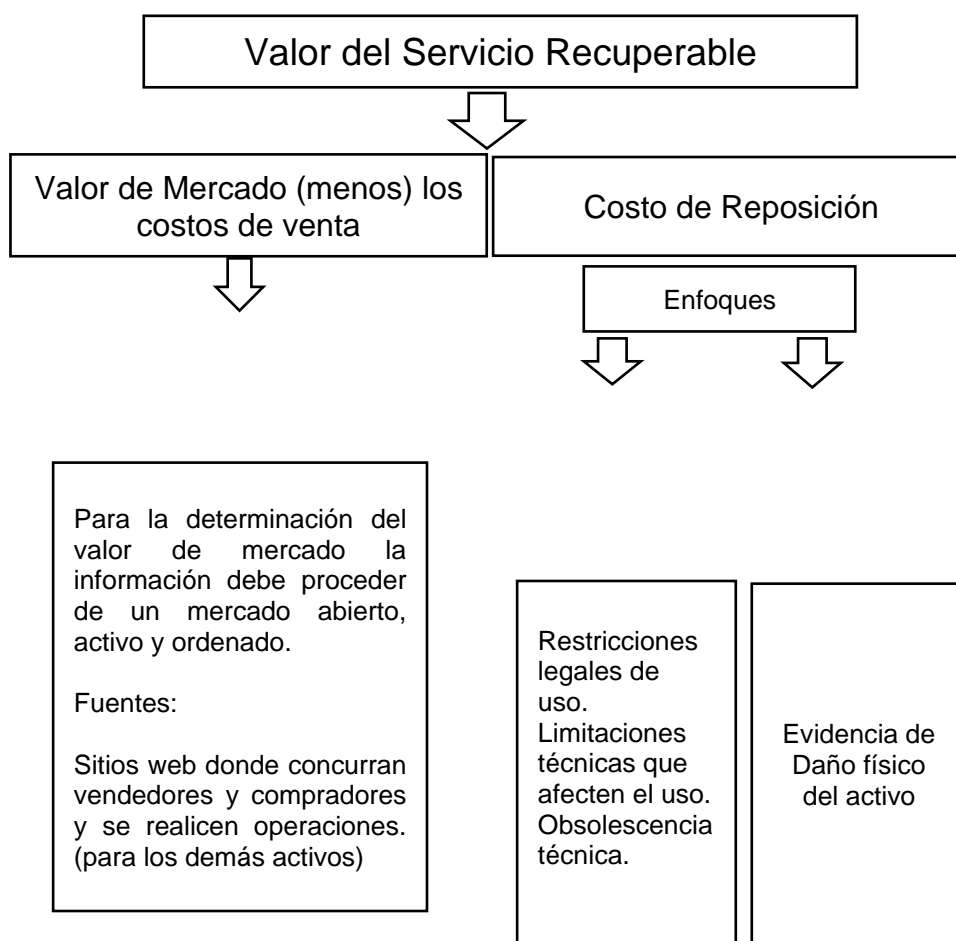 Valor del Servicio Recuperable
Valor de Mercado (menos) los
costos de venta
Costo de Reposición
Enfoques
Para la determinación del
valor de mercado la
información debe proceder
de un mercado abierto,
activo y ordenado.
Fuentes:
Sitios web donde concurran
vendedores y compradores
y se realicen operaciones.
(para los demás activos)
Restricciones
legales de
uso.
Limitaciones
técnicas que
afecten el uso.
Obsolescencia
técnica.
Evidencia de
Daño físico
del activo